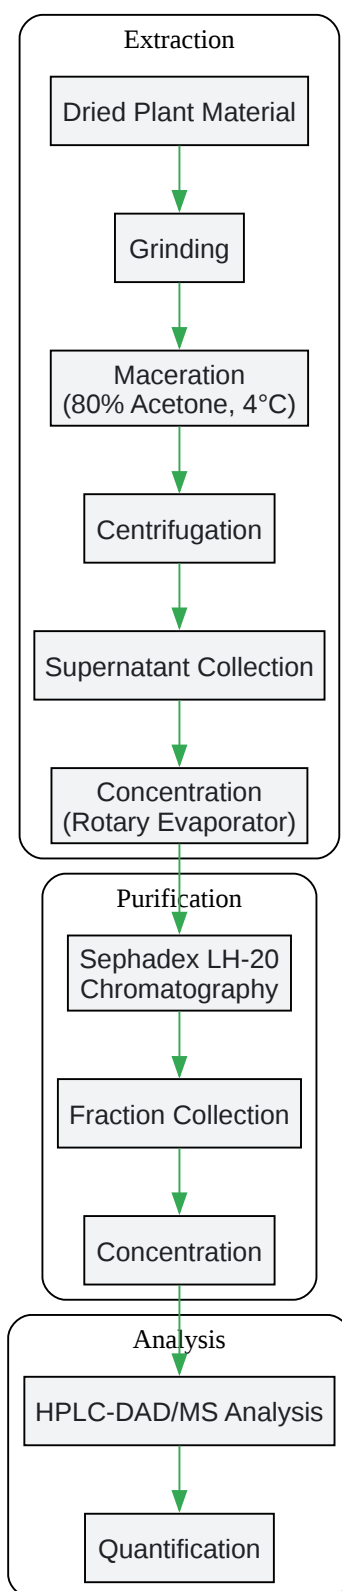 Extraction
Dried Plant Material
Grinding
Maceration
(80% Acetone, 4°C)
Centrifugation
Supernatant Collection
Concentration
(Rotary Evaporator)
Purification
Sephadex LH-20
Chromatography
Fraction Collection
Concentration
Analysis
HPLC-DAD/MS Analysis
Quantification